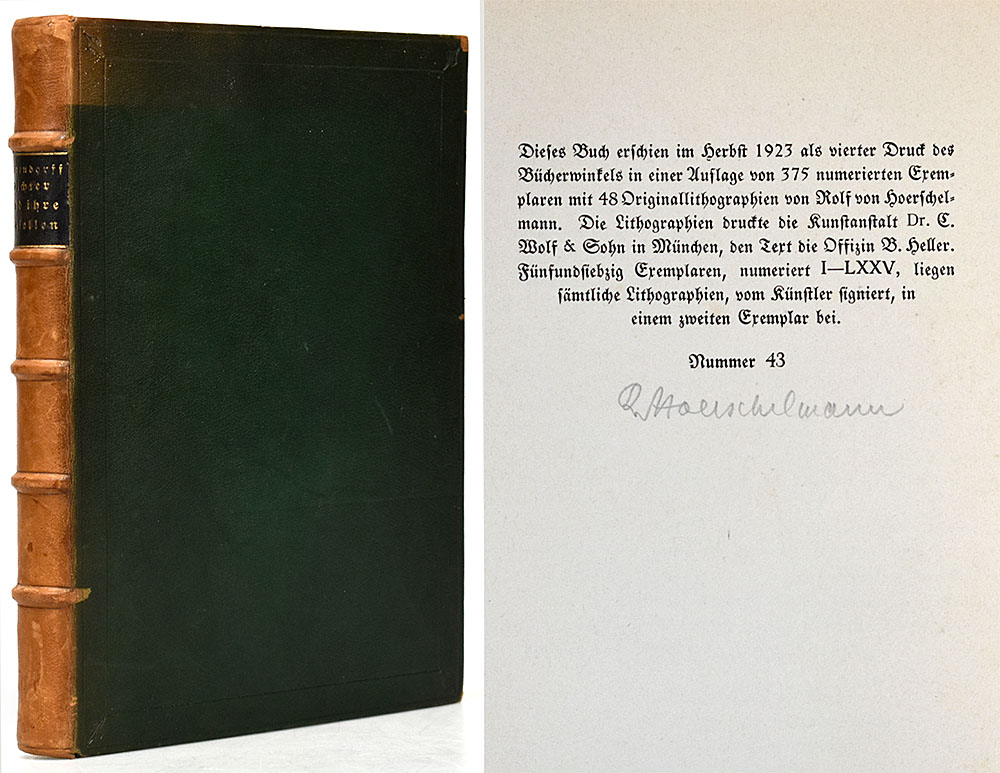 ndorff
ihre
Dieses Buch erschien im Herbst 1923 als vierter Druck des
Bücherwinkels in einer Auflage von 375 numerierten Exem-
plaren mit 48 Originallithographien von Rolf von Hoerschel-
mann. Die Lithographien druckte die Kunstanstalt Dr. C.
Wolf & Sohn in München, den Text die Offizin B. Heller.
Fünfundsiebzig Exemplaren, numeriert I—LXXV, liegen
sämtliche Lithographien, vom Künstler signiert, in
einem zweiten Exemplar bei.
Nummer 43
R. Hoerschelmann